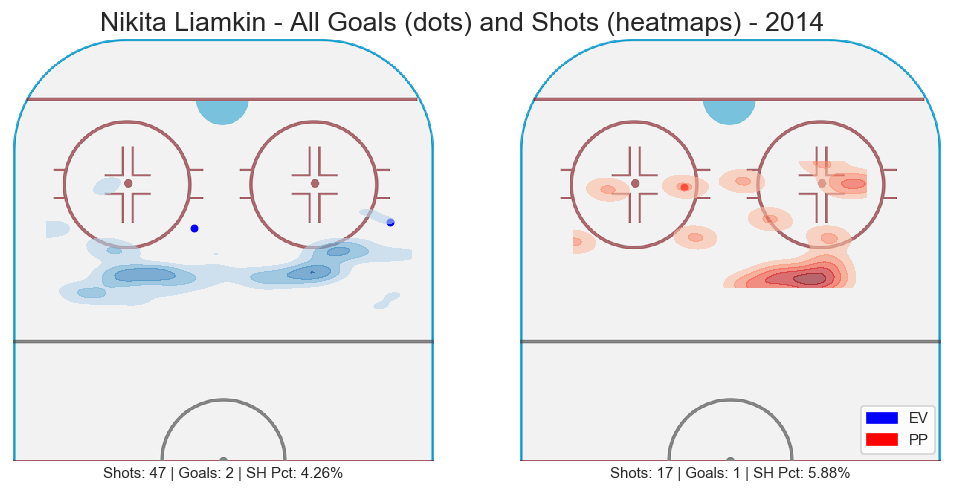 Nikita Liamkin - All Goals (dots) and Shots (heatmaps) - 2014
EV
PP
Shots: 47 | Goals: 2 | SH Pct: 4.26%
Shots: 17 | Goals: 1 | SH Pct: 5.88%